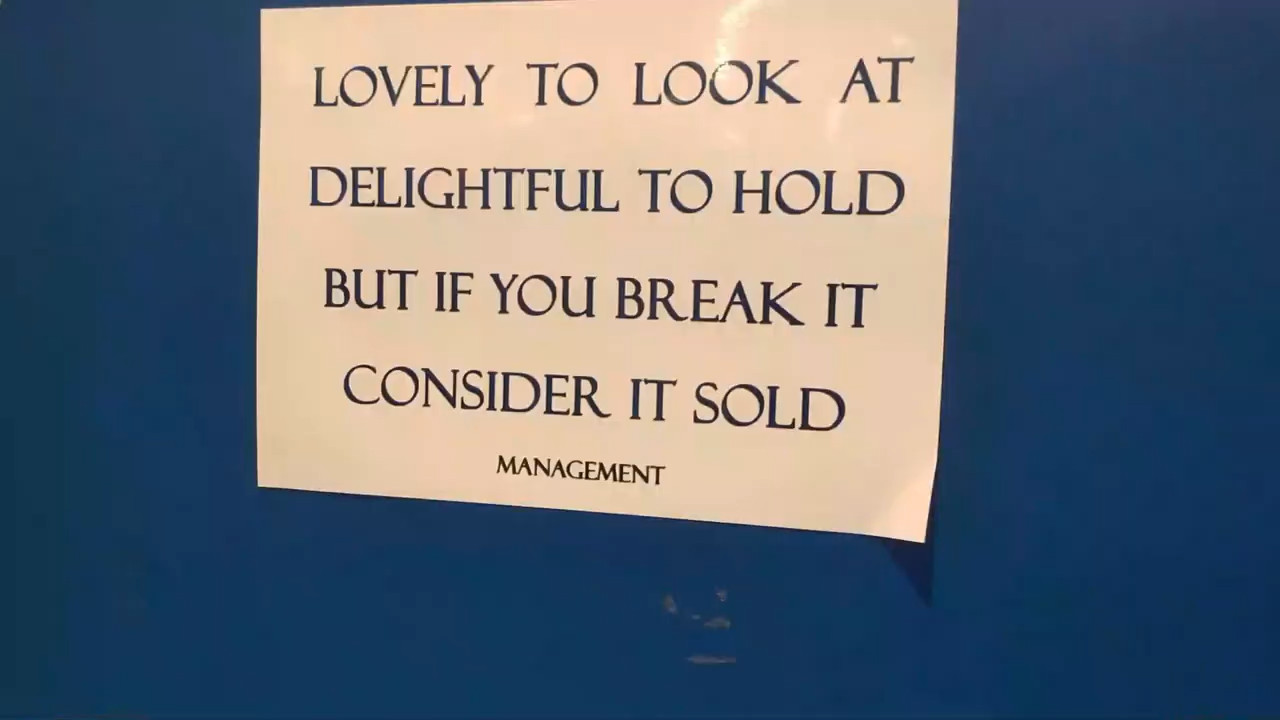 LOVELY TO LOOK AT
DELIGHTFUL TO HOLD
BUT IF YOU BREAK IT
CONSIDER IT SOLD
MANAGEMENT